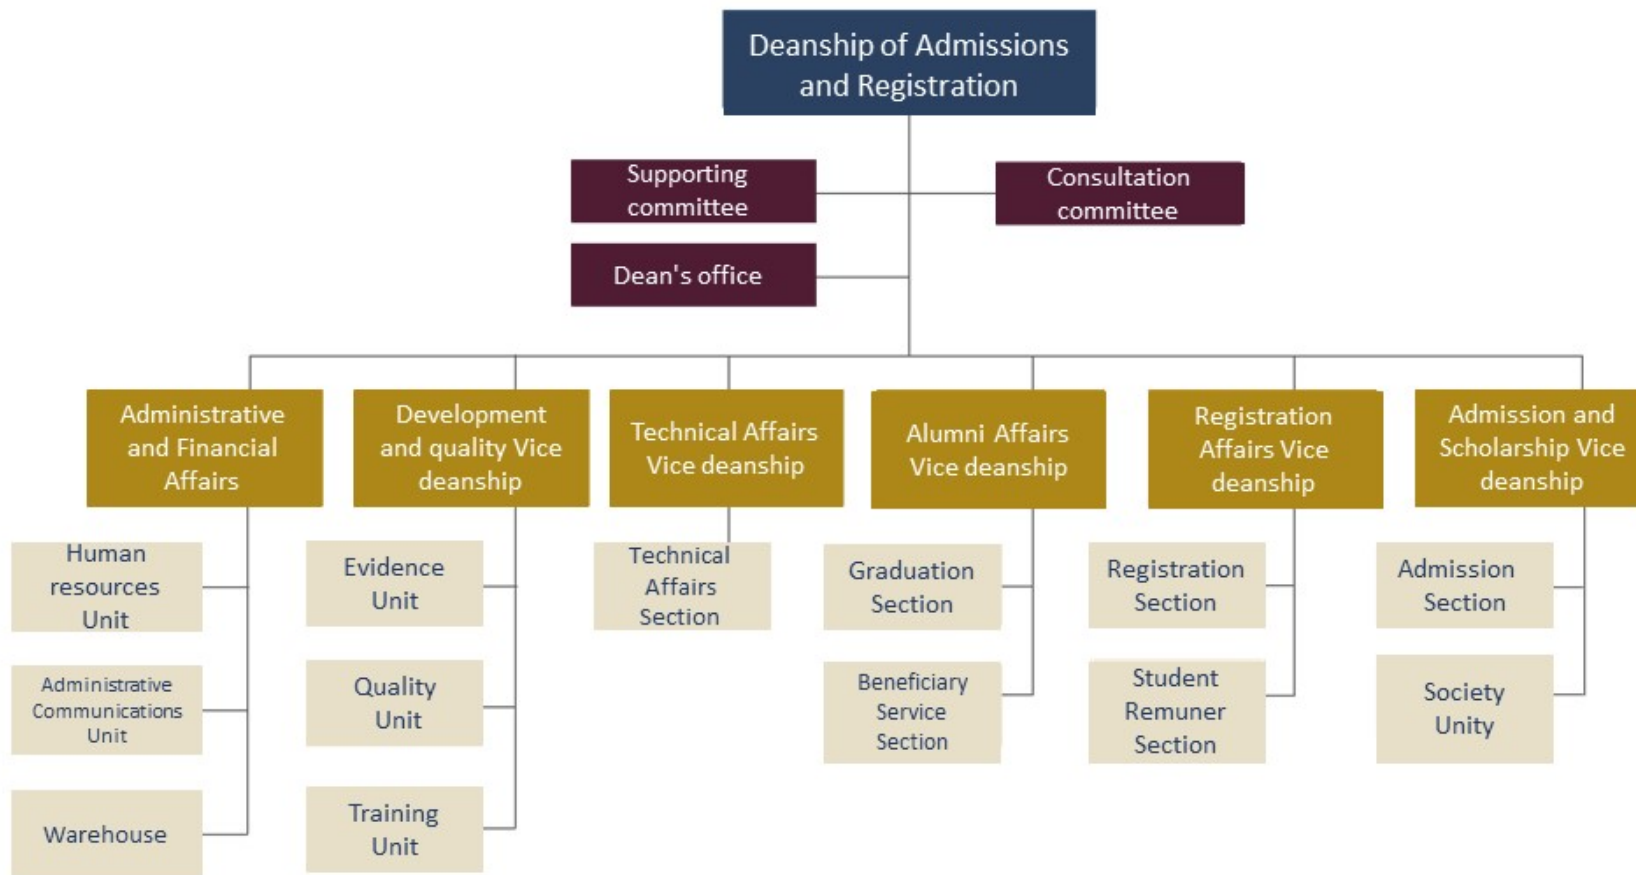 Deanship of Admissions
and Registration
Supporting
committee
Consultation
committee
Dean's office
Administrative
and Financial
Affairs
Development
and quality Vice
deanship
Technical Affairs
Vice deanship
Alumni Affairs
Vice deanship
Registration
Affairs Vice
deanship
Admission and
Scholarship Vice
deanship
Human
resources
Unit
Evidence
Unit
Technical
Affairs
Section
Graduation
Section
Registration
Section
Admission
Section
Administrative
Communications
Unit
Quality
Unit
Beneficiary
Service
Section
Student
Remuner
Section
Society
Unity
Warehouse
Training
Unit